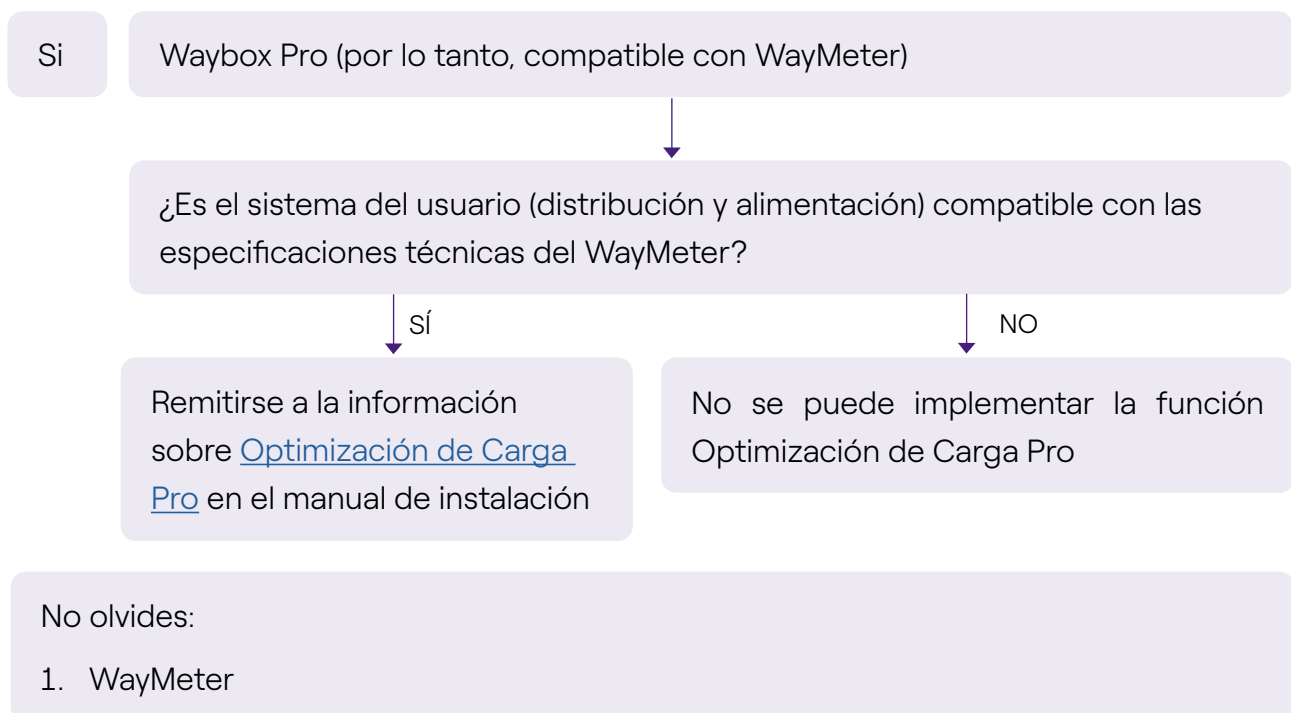 Si
Waybox Pro (por lo tanto, compatible con WayMeter)
¿Es el sistema del usuario (distribución y alimentación) compatible con las
especificaciones técnicas del WayMeter?
SÍ
NO
Remitirse a la información
sobre Optimización de Carga
Pro en el manual de instalación
No se puede implementar la función
Optimización de Carga Pro
No olvides:
1. WayMeter